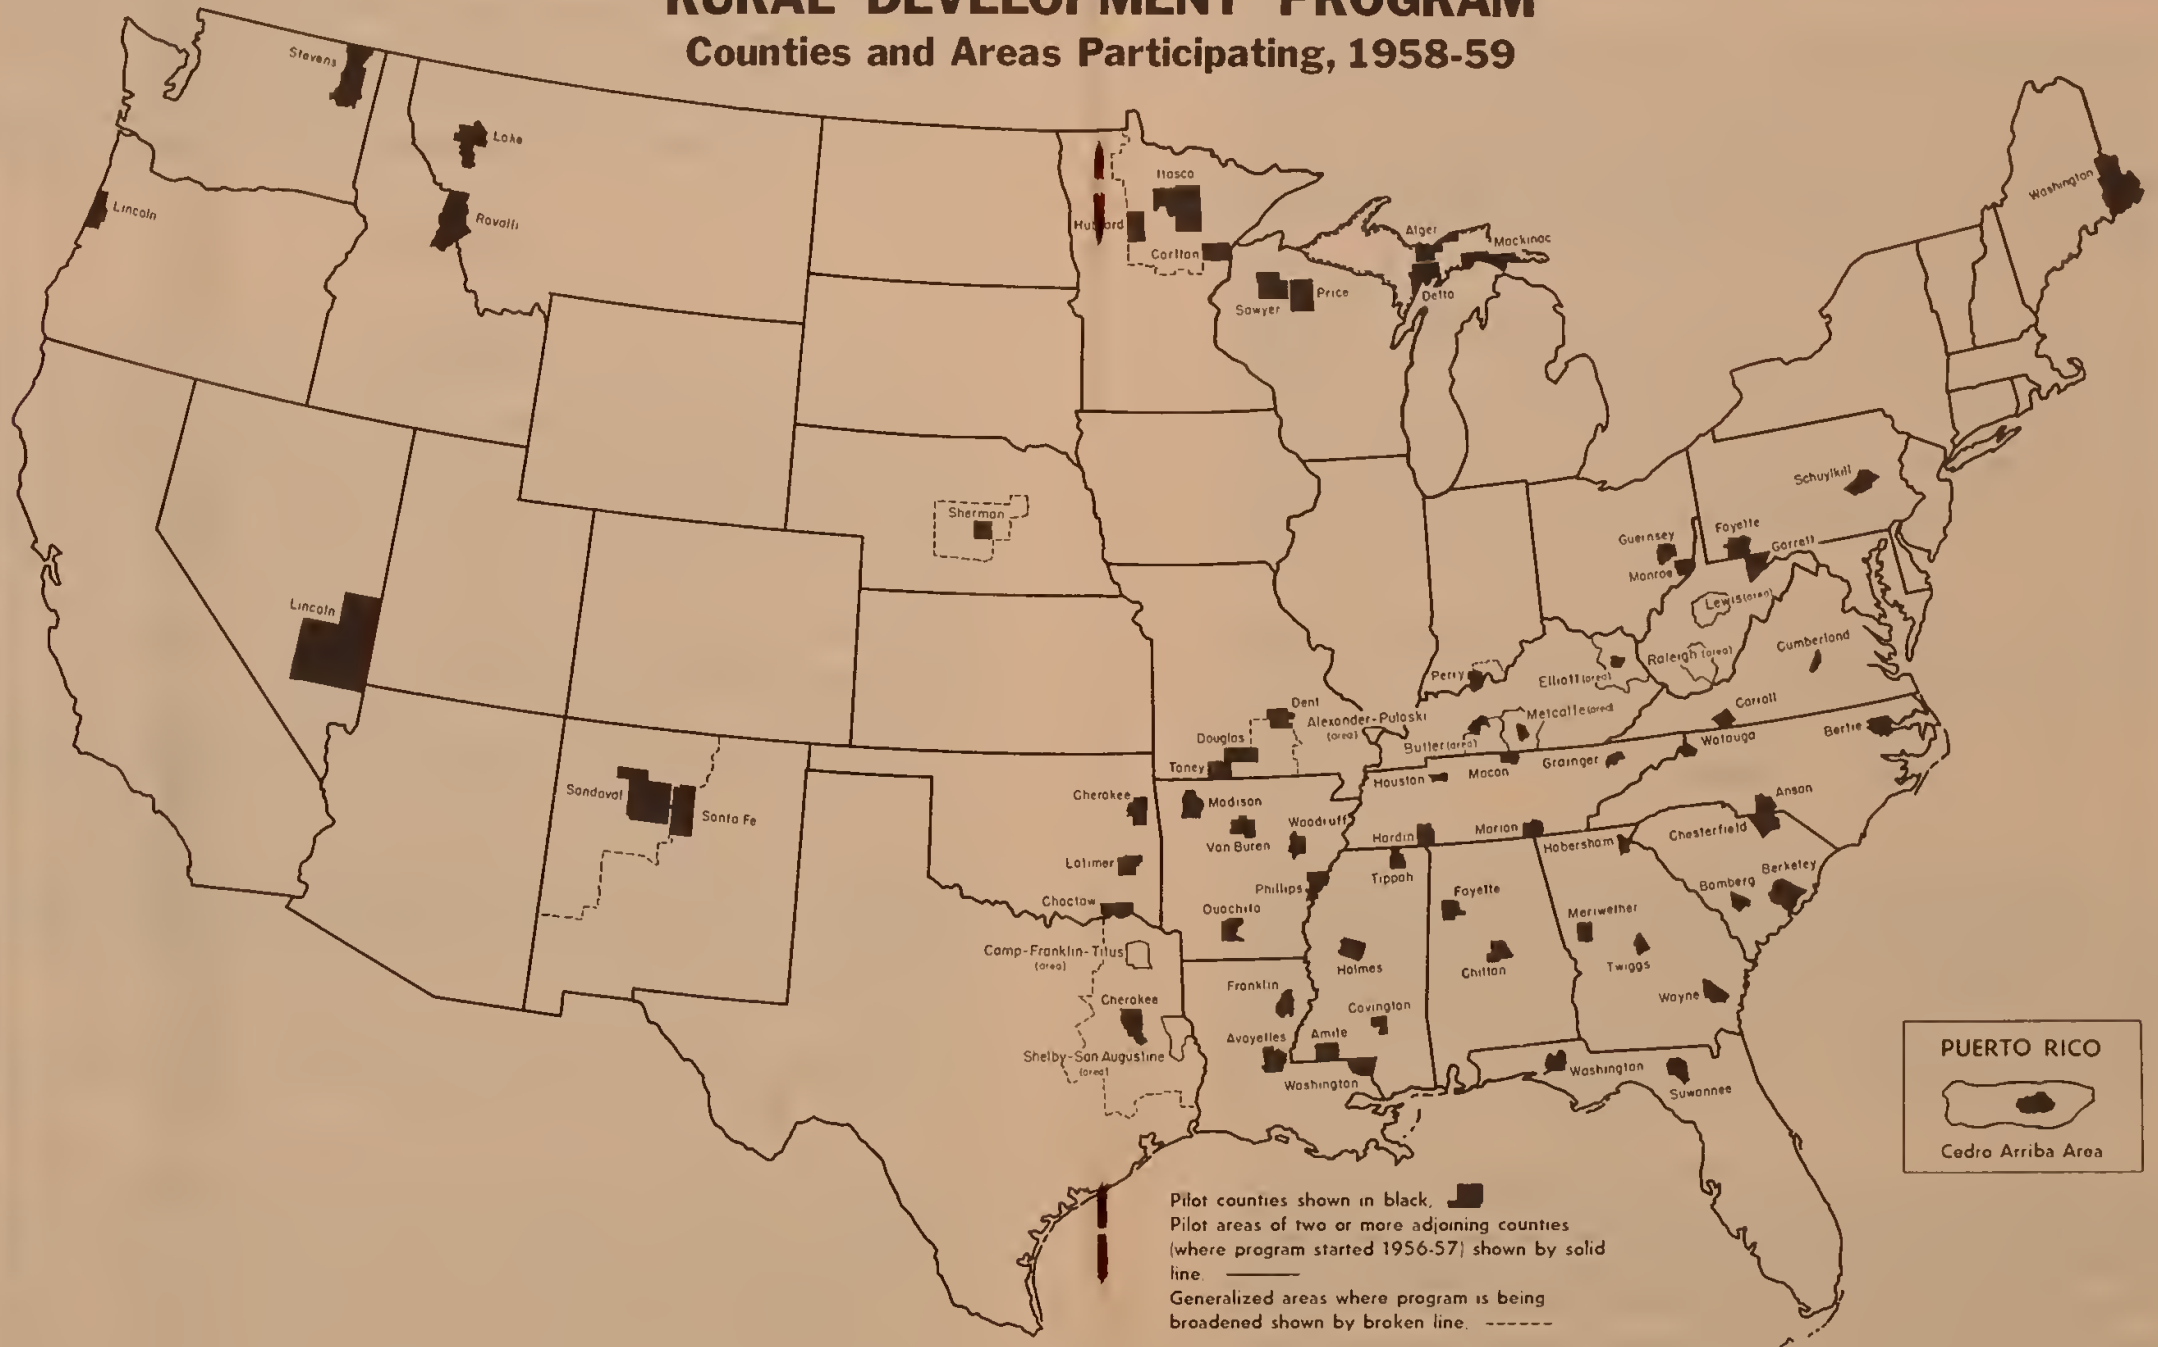 RURAL DEVELOPMENT PROGRAM
Counties and Areas Participating, 1958-59
Stevens
Lake
Ravalli
Lincoln
Itasca
Hubbard
Carlton
Sawyer
Price
Alger
Mackinac
Delta
Washington
Sherman
Lincoln
Schuylkill
Fayette
Garrett
Guernsey
Monroe
Lewis (area)
Raleigh (area)
Cumberland
Perry
Elliott (area)
Metcalfe (area)
Butler (area)
Carroll
Bertie
Watauga
Dent
Alexander-Pulaski
(area)
Douglas
Toney
Houston
Macon
Grainger
Sandoval
Santa Fe
Cherokee
Madison
Woodruff
Van Buren
Hardin
Marion
Habersham
Anson
Chesterfield
Latimer
Phillips
Tippah
Bamberg
Berkeley
Choctaw
Ouachita
Fayette
Meriwether
Camp-Franklin-Titus
(area)
Holmes
Chilton
Twiggs
Cherokee
Franklin
Covington
Wayne
Shelby-San Augustine
(area)
Avoyelles
Amite
Washington
Washington
Suwannee
PUERTO RICO
Cedro Arriba Area
Pilot counties shown in black.
Pilot areas of two or more adjoining counties
(where program started 1956-57) shown by solid
line.
Generalized areas where program is being
broadened shown by broken line.